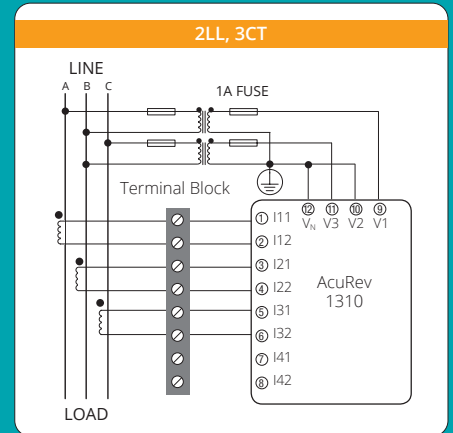 2LL, 3CT
LINE
A B C
1A FUSE
Terminal Block
⑫ ⑪ ⑩ ⑨
VN V3 V2 V1
① I11
② I12
③ I21
④ I22
⑤ I31
⑥ I32
⑦ I41
⑧ I42
AcuRev
1310
LOAD